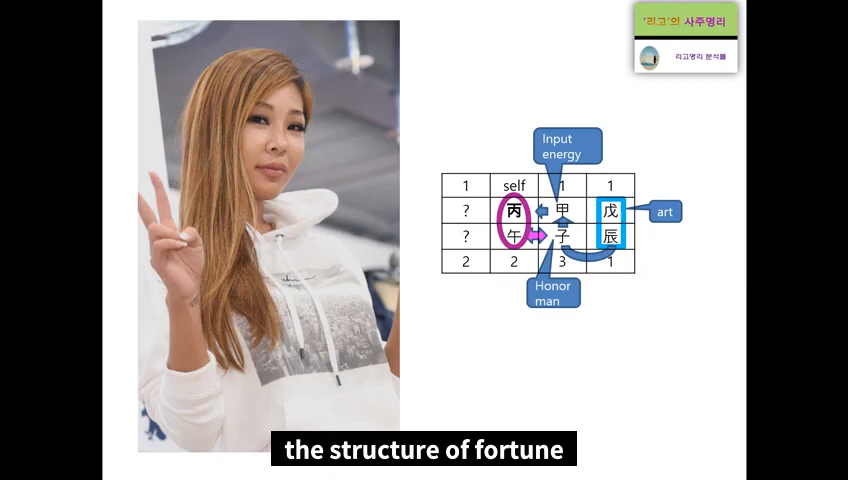 '리고'의 사주명리
리고명리 분석틀
Input
energy
1 self 1 1
? 丙 甲 戊
art
? 午 子 辰
2 2 3 1
Honor
man
the structure of fortune